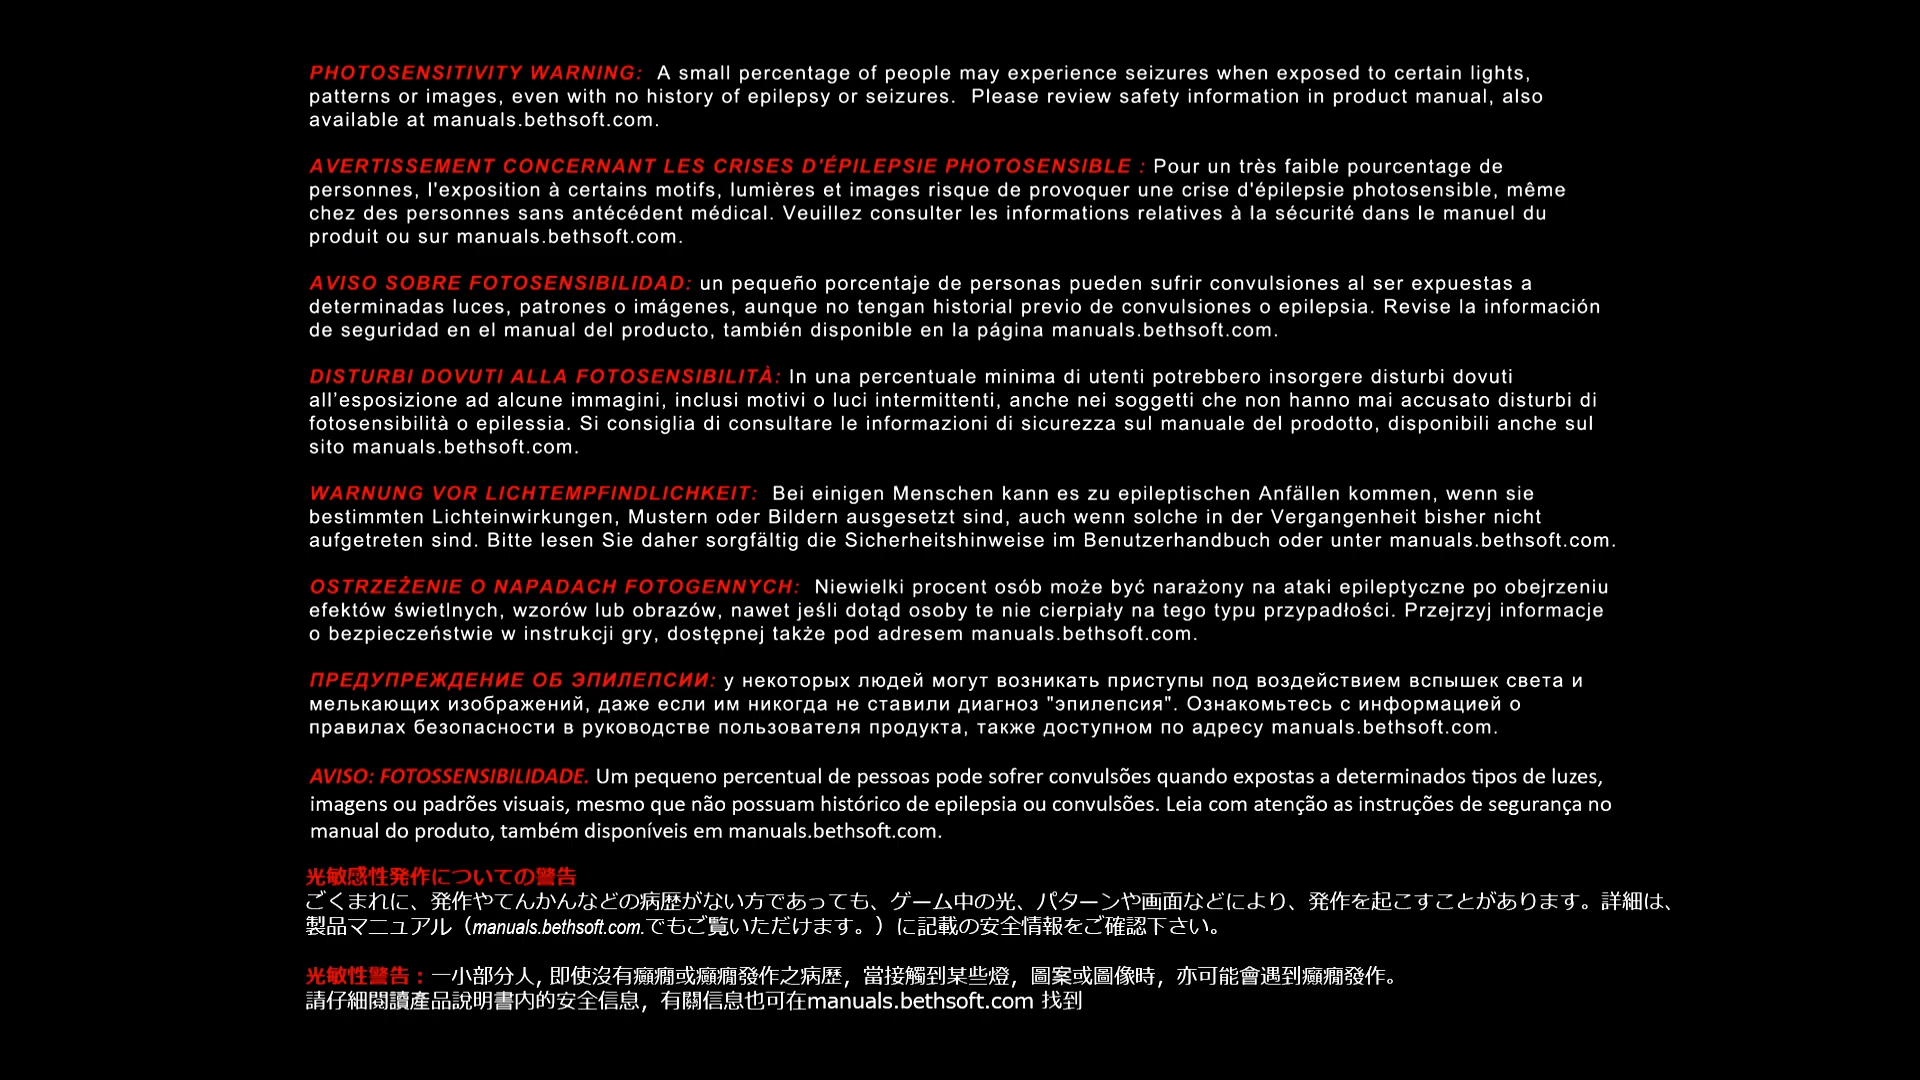 PHOTOSENSITIVITY WARNING:  A small percentage of people may experience seizures when exposed to certain lights,
patterns or images, even with no history of epilepsy or seizures.  Please review safety information in product manual, also
available at manuals.bethsoft.com.
AVERTISSEMENT CONCERNANT LES CRISES D'ÉPILEPSIE PHOTOSENSIBLE : Pour un très faible pourcentage de
personnes, l'exposition à certains motifs, lumières et images risque de provoquer une crise d'épilepsie photosensible, même
chez des personnes sans antécédent médical. Veuillez consulter les informations relatives à la sécurité dans le manuel du
produit ou sur manuals.bethsoft.com.
AVISO SOBRE FOTOSENSIBILIDAD: un pequeño porcentaje de personas pueden sufrir convulsiones al ser expuestas a
determinadas luces, patrones o imágenes, aunque no tengan historial previo de convulsiones o epilepsia. Revise la información
de seguridad en el manual del producto, también disponible en la página manuals.bethsoft.com.
DISTURBI DOVUTI ALLA FOTOSENSIBILITÀ: In una percentuale minima di utenti potrebbero insorgere disturbi dovuti
all’esposizione ad alcune immagini, inclusi motivi o luci intermittenti, anche nei soggetti che non hanno mai accusato disturbi di
fotosensibilità o epilessia. Si consiglia di consultare le informazioni di sicurezza sul manuale del prodotto, disponibili anche sul
sito manuals.bethsoft.com.
WARNUNG VOR LICHTEMPFINDLICHKEIT:  Bei einigen Menschen kann es zu epileptischen Anfällen kommen, wenn sie
bestimmten Lichteinwirkungen, Mustern oder Bildern ausgesetzt sind, auch wenn solche in der Vergangenheit bisher nicht
aufgetreten sind. Bitte lesen Sie daher sorgfältig die Sicherheitshinweise im Benutzerhandbuch oder unter manuals.bethsoft.com.
OSTRZEŻENIE O NAPADACH FOTOGENNYCH:  Niewielki procent osób może być narażony na ataki epileptyczne po obejrzeniu
efektów świetlnych, wzorów lub obrazów, nawet jeśli dotąd osoby te nie cierpiały na tego typu przypadłości. Przejrzyj informacje
o bezpieczeństwie w instrukcji gry, dostępnej także pod adresem manuals.bethsoft.com.
ПРЕДУПРЕЖДЕНИЕ ОБ ЭПИЛЕПСИИ: у некоторых людей могут возникать приступы под воздействием вспышек света и
мелькающих изображений, даже если им никогда не ставили диагноз "эпилепсия". Ознакомьтесь с информацией о
правилах безопасности в руководстве пользователя продукта, также доступном по адресу manuals.bethsoft.com.
AVISO: FOTOSSENSIBILIDADE. Um pequeno percentual de pessoas pode sofrer convulsões quando expostas a determinados tipos de luzes,
imagens ou padrões visuais, mesmo que não possuam histórico de epilepsia ou convulsões. Leia com atenção as instruções de segurança no
manual do produto, também disponíveis em manuals.bethsoft.com.
光敏感性発作についての警告
ごくまれに、発作やてんかんなどの病歴がない方であっても、ゲーム中の光、パターンや画面などにより、発作を起こすことがあります。詳細は、
製品マニュアル（manuals.bethsoft.com.でもご覧いただけます。）に記載の安全情報をご確認下さい。
光敏性警告：一小部分人, 即使沒有癲癇或癲癇發作之病歷，當接觸到某些燈，圖案或圖像時，亦可能會遇到癲癇發作。
請仔細閱讀產品說明書內的安全信息，有關信息也可在manuals.bethsoft.com 找到